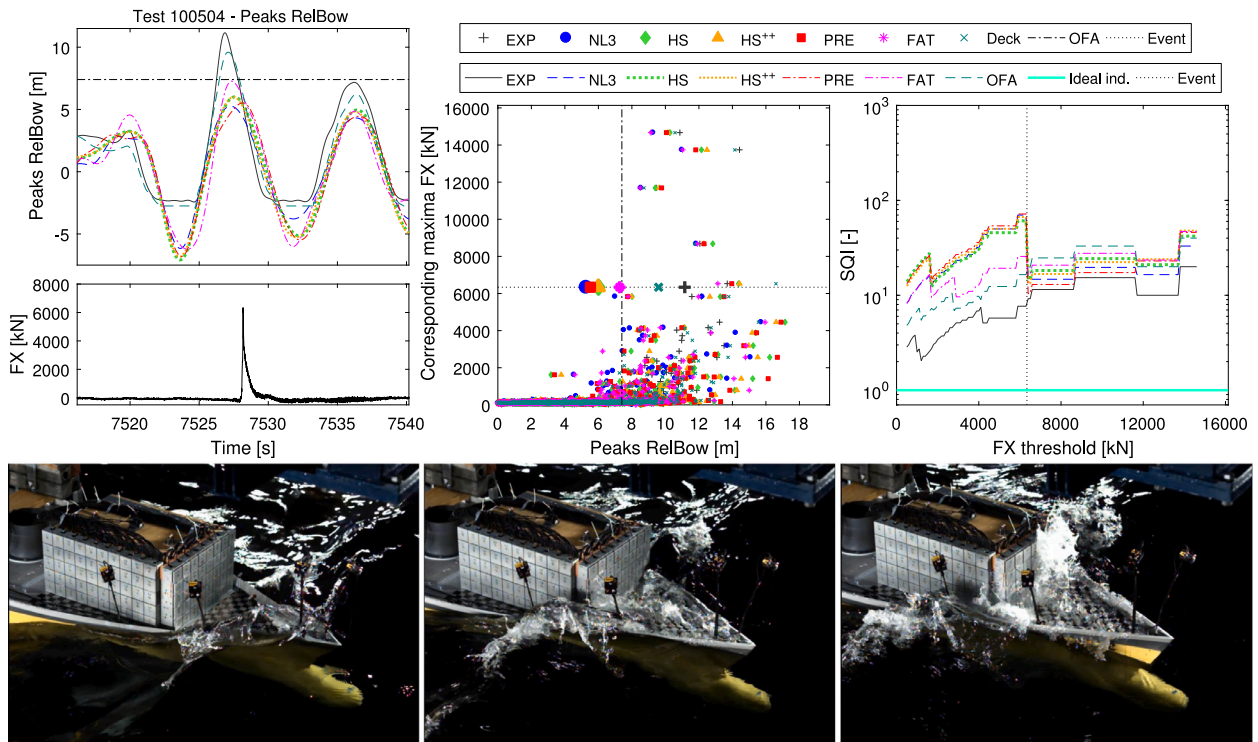 Test 100504 - Peaks RelBow
10
5
0
-5
Peaks RelBow [m]
8000
6000
4000
2000
0
FX [kN]
7520
7525
7530
7535
7540
Time [s]
EXP NL3 HS HS++ PRE FAT Deck OFA Event
EXP NL3 HS HS++ PRE FAT OFA Ideal ind. Event
16000
14000
12000
10000
8000
6000
4000
2000
0
Corresponding maxima FX [kN]
0 2 4 6 8 10 12 14 16 18
Peaks RelBow [m]
10³
10²
10¹
10⁰
SQI [-]
0 4000 8000 12000 16000
FX threshold [kN]